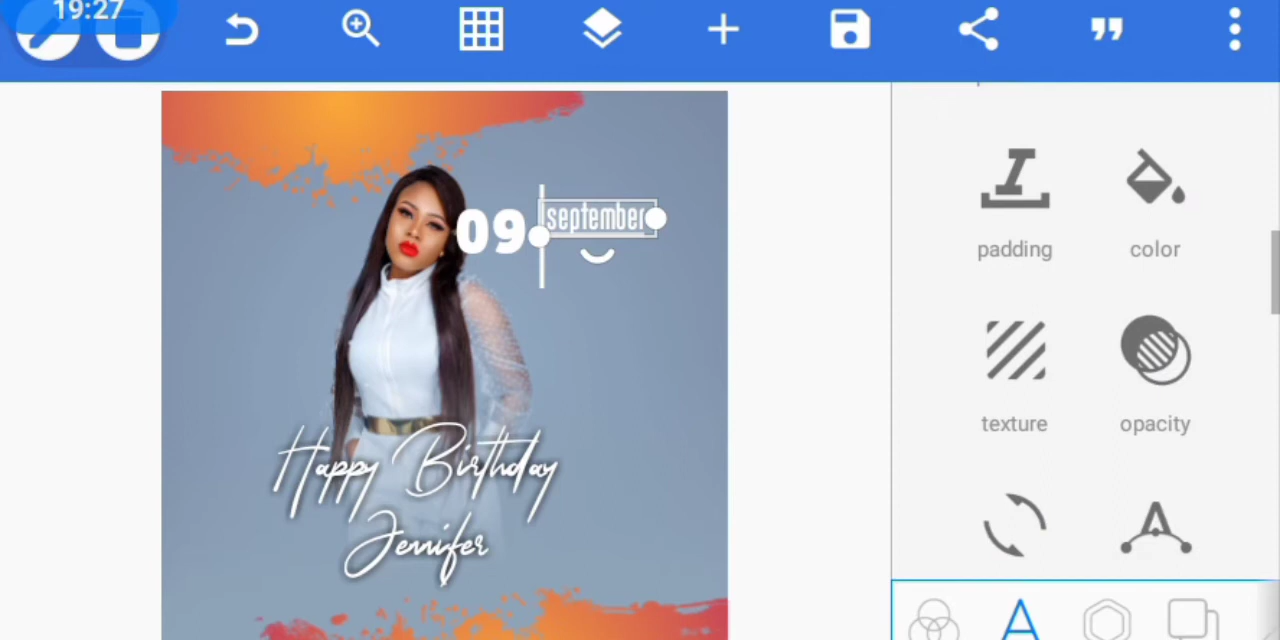 19:27
09
september
Happy Birthday
Jennifer
padding
color
texture
opacity